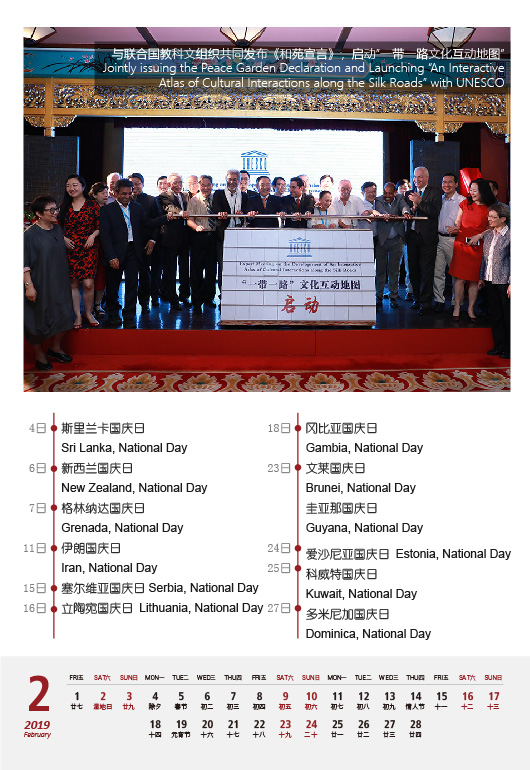 与联合国教科文组织共同发布《和苑宣言》，启动“一带一路文化互动地图”
Jointly issuing the Peace Garden Declaration and Launching “An Interactive
Atlas of Cultural Interactions along the Silk Roads” with UNESCO
UNESCO
Expert Meeting on the Development of the Interactive
Atlas of Cultural Interactions along the Silk Roads
“一带一路”文化互动地图
启动
4日 斯里兰卡国庆日
Sri Lanka, National Day
6日 新西兰国庆日
New Zealand, National Day
7日 格林纳达国庆日
Grenada, National Day
11日 伊朗国庆日
Iran, National Day
15日 塞尔维亚国庆日 Serbia, National Day
16日 立陶宛国庆日 Lithuania, National Day
18日 冈比亚国庆日
Gambia, National Day
23日 文莱国庆日
Brunei, National Day
圭亚那国庆日
Guyana, National Day
24日 爱沙尼亚国庆日 Estonia, National Day
25日 科威特国庆日
Kuwait, National Day
27日 多米尼加国庆日
Dominica, National Day
2
2019
February
FRI五 SAT六 SUN日 MON一 TUE二 WED三 THU四 FRI五 SAT六 SUN日 MON一 TUE二 WED三 THU四 FRI五 SAT六 SUN日
1 2 3 4 5 6 7 8 9 10 11 12 13 14 15 16 17
廿七 湿地日 廿九 除夕 春节 初二 初三 初四 初五 初六 初七 初八 初九 情人节 十一 十二 十三
18 19 20 21 22 23 24 25 26 27 28
十四 元宵节 十六 十七 十八 十九 二十 廿一 廿二 廿三 廿四